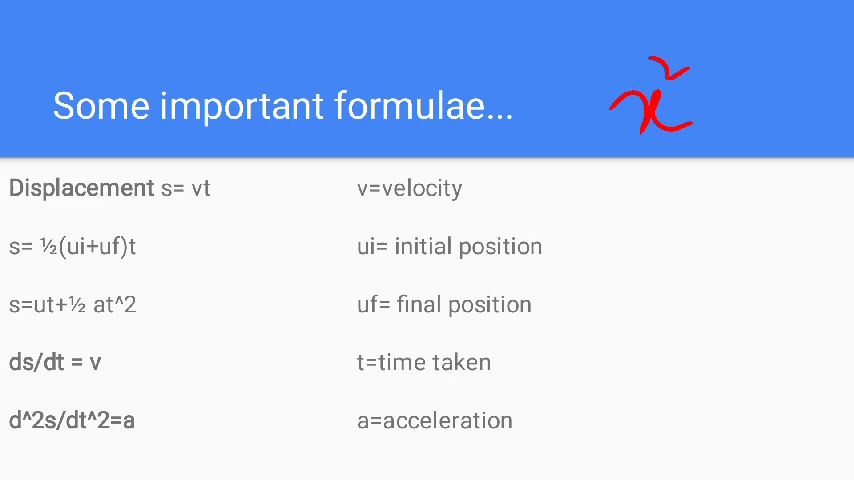 Some important formulae...
Displacement s= vt
v=velocity
s= ½(ui+uf)t
ui= initial position
s=ut+½ at^2
uf= final position
ds/dt = v
t=time taken
d^2s/dt^2=a
a=acceleration